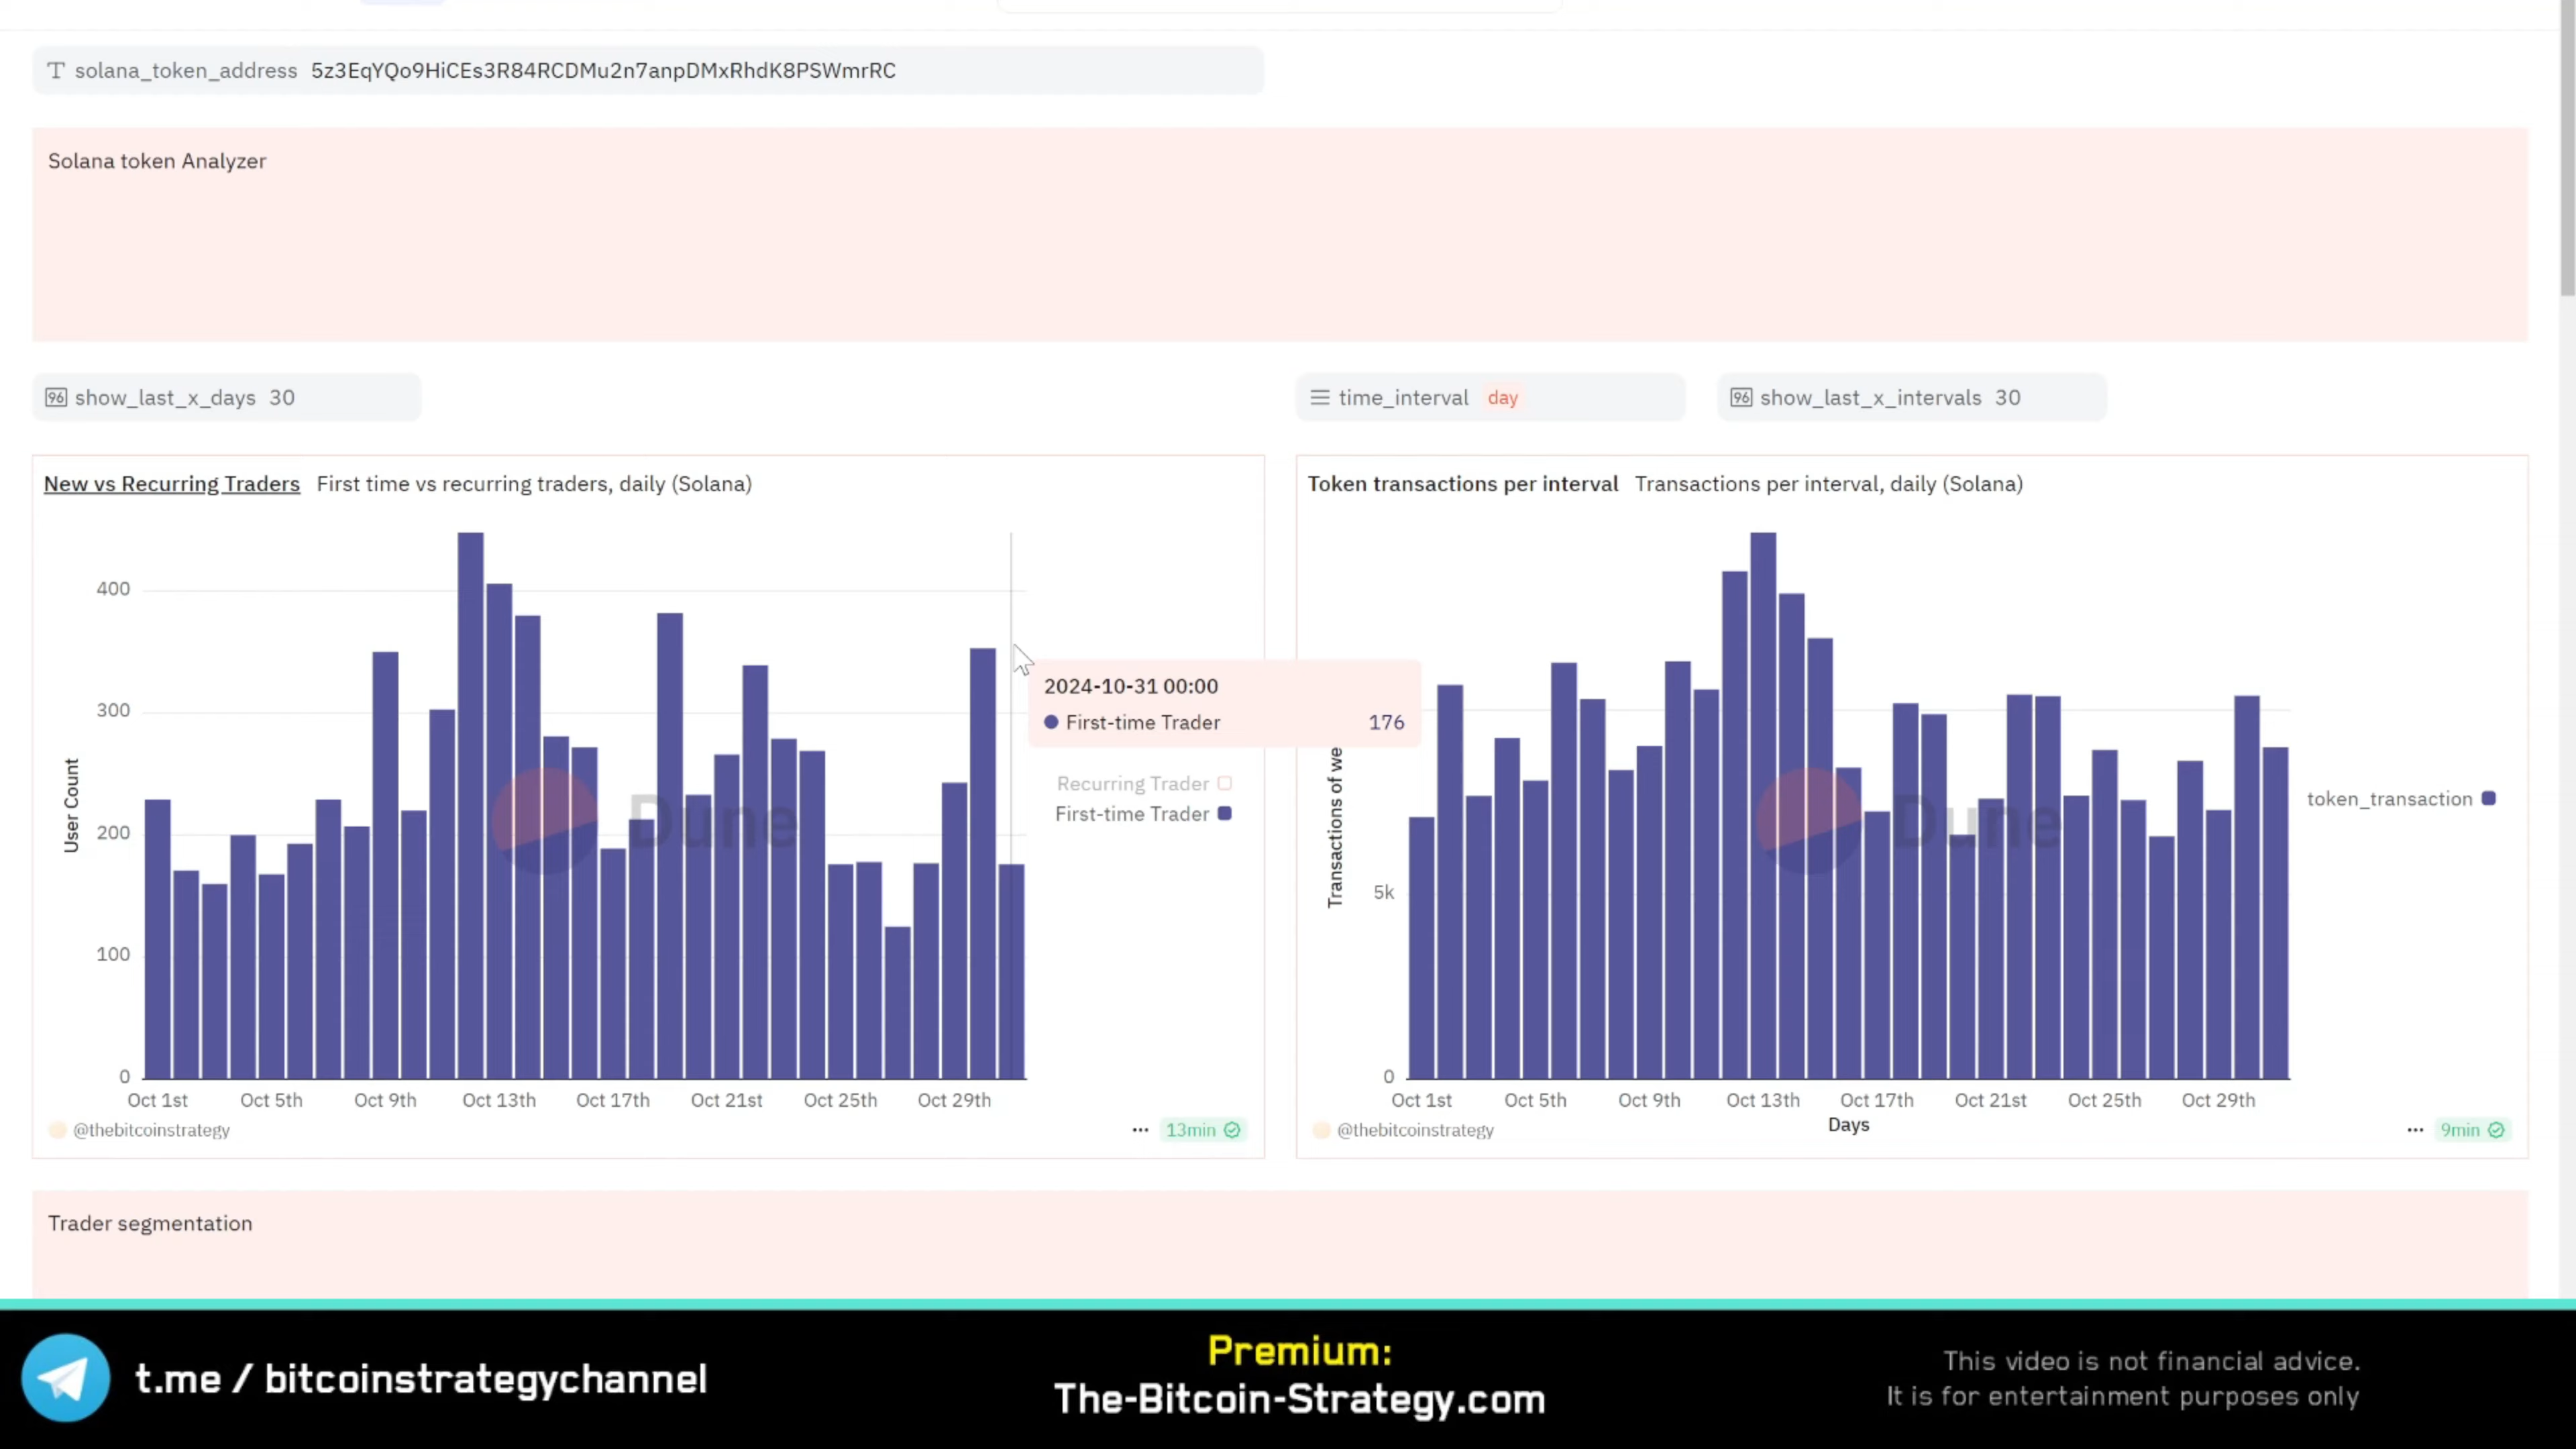 solana_token_address 5z3EqYQo9HiCEs3R84RCDMu2n7anpDMxRhdK8PSWmrRC
Solana token Analyzer
show_last_x_days 30
time_interval day
show_last_x_intervals 30
New vs Recurring Traders First time vs recurring traders, daily (Solana)
400
300
200
100
0
User Count
Oct 1st Oct 5th Oct 9th Oct 13th Oct 17th Oct 21st Oct 25th Oct 29th
Dune
2024-10-31 00:00
First-time Trader 176
Recurring Trader
First-time Trader
@thebitcoinstrategy
13min
Token transactions per interval Transactions per interval, daily (Solana)
Transactions of we
5k
0
Oct 1st Oct 5th Oct 9th Oct 13th Oct 17th Oct 21st Oct 25th Oct 29th
Days
Dune
token_transaction
@thebitcoinstrategy
9min
Trader segmentation
t.me / bitcoinstrategychannel
Premium:
The-Bitcoin-Strategy.com
This video is not financial advice.
It is for entertainment purposes only